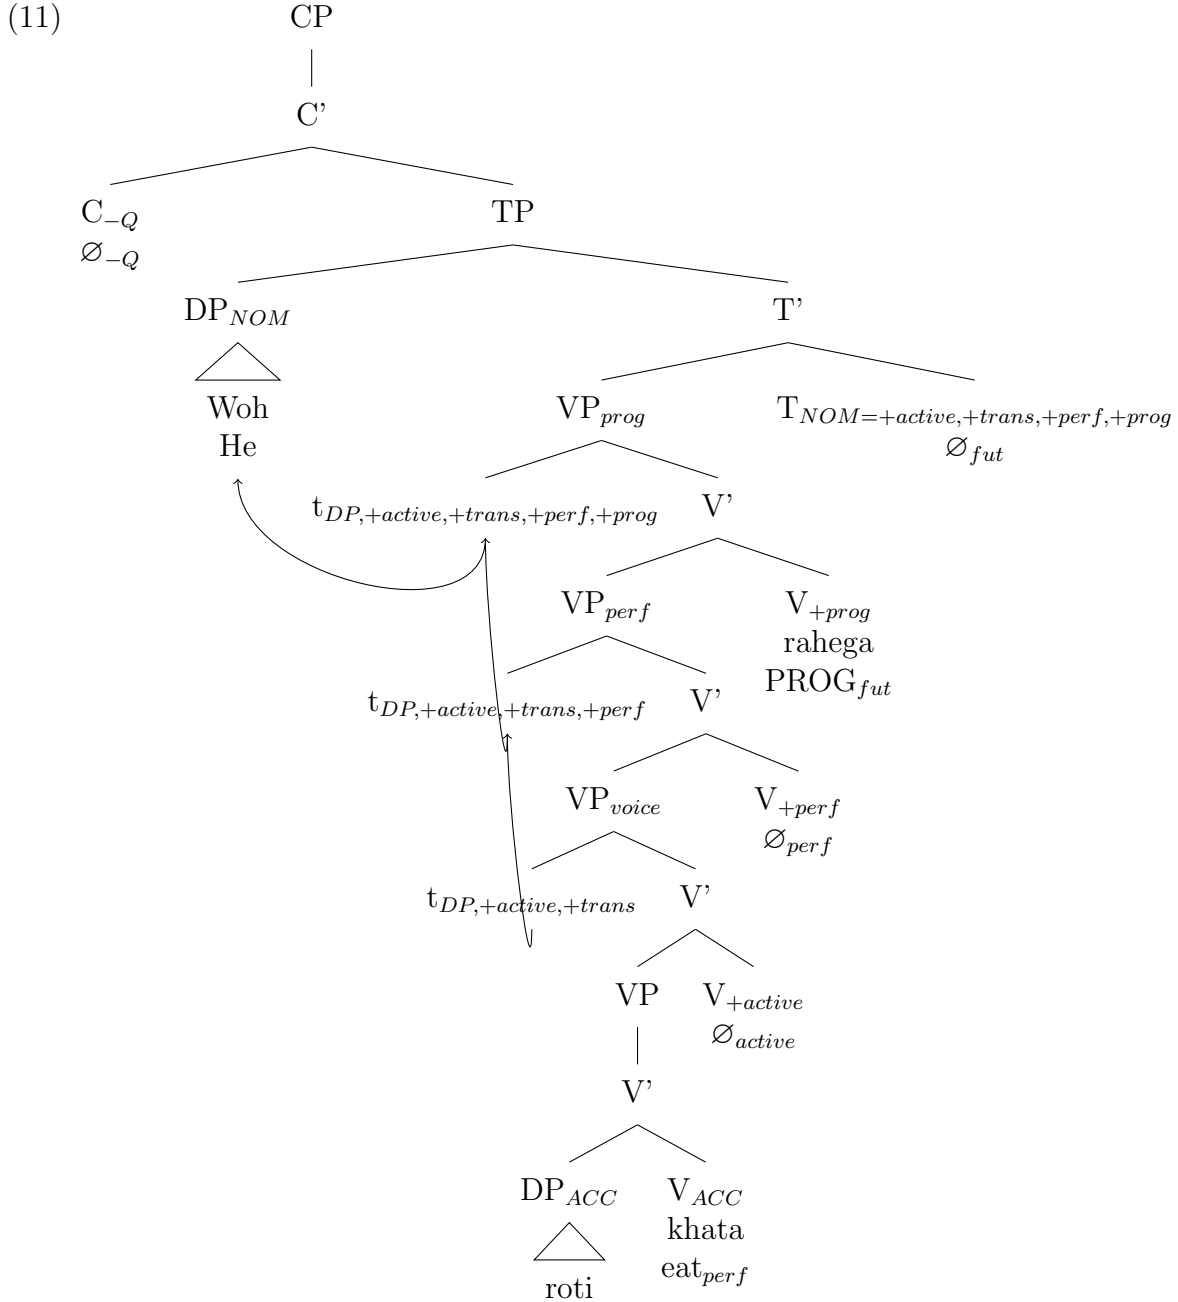 (11)
CP
C'
C−Q TP
∅−Q
DPNOM T'
Woh VPprog TNOM=+active,+trans,+perf,+prog
He ∅fut
tDP,+active,+trans,+perf,+prog V'
VPperf V+prog
rahega
tDP,+active,+trans,+perf V' PROGfut
VPvoice V+perf
∅perf
tDP,+active,+trans V'
VP V+active
∅active
V'
DPACC VACC
khata
eatperf
roti